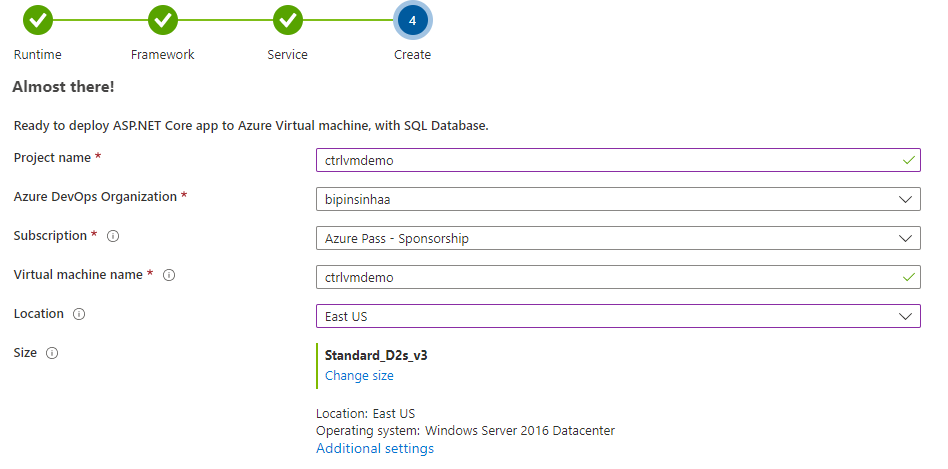 4
Runtime Framework Service Create
Almost there!
Ready to deploy ASP.NET Core app to Azure Virtual machine, with SQL Database.
Project name * ctrlvmdemo
Azure DevOps Organization * bipinsinhaa
Subscription * Azure Pass - Sponsorship
Virtual machine name * ctrlvmdemo
Location East US
Size Standard_D2s_v3
Change size
Location: East US
Operating system: Windows Server 2016 Datacenter
Additional settings